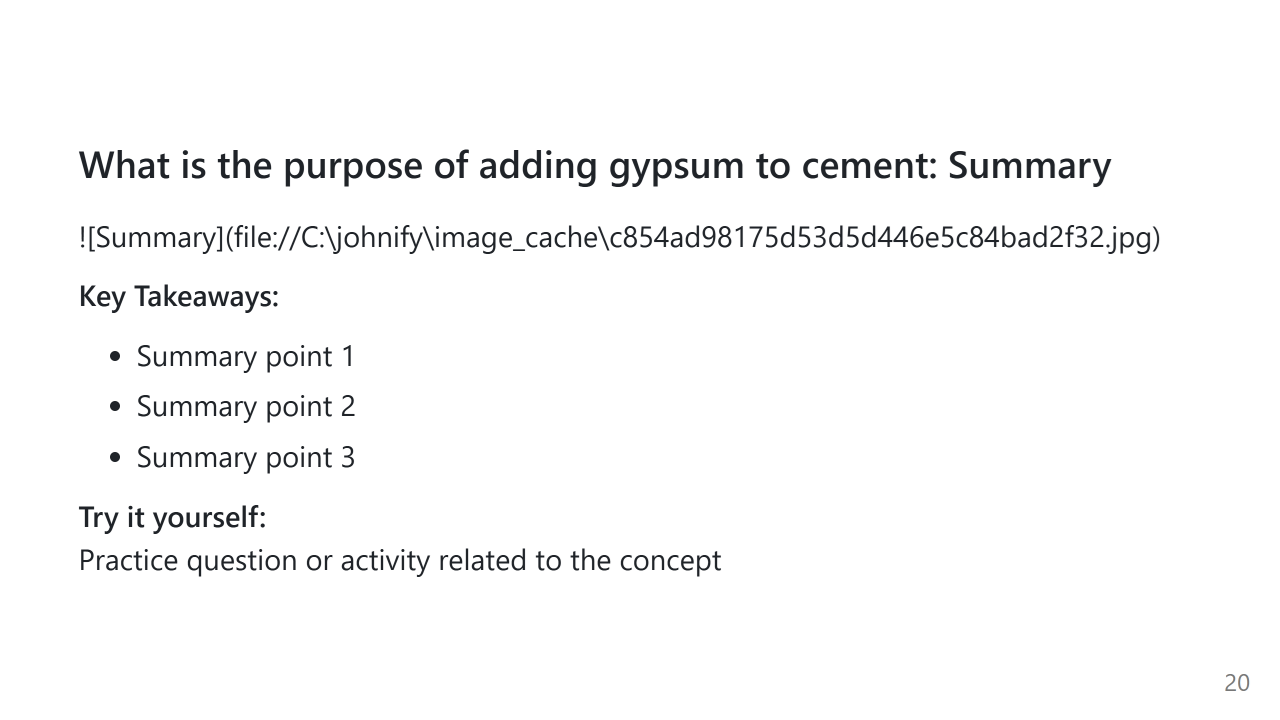 What is the purpose of adding gypsum to cement: Summary
![Summary](file://C:\johnify\image_cache\c854ad98175d53d5d446e5c84bad2f32.jpg)
Key Takeaways:
• Summary point 1
• Summary point 2
• Summary point 3
Try it yourself:
Practice question or activity related to the concept
20